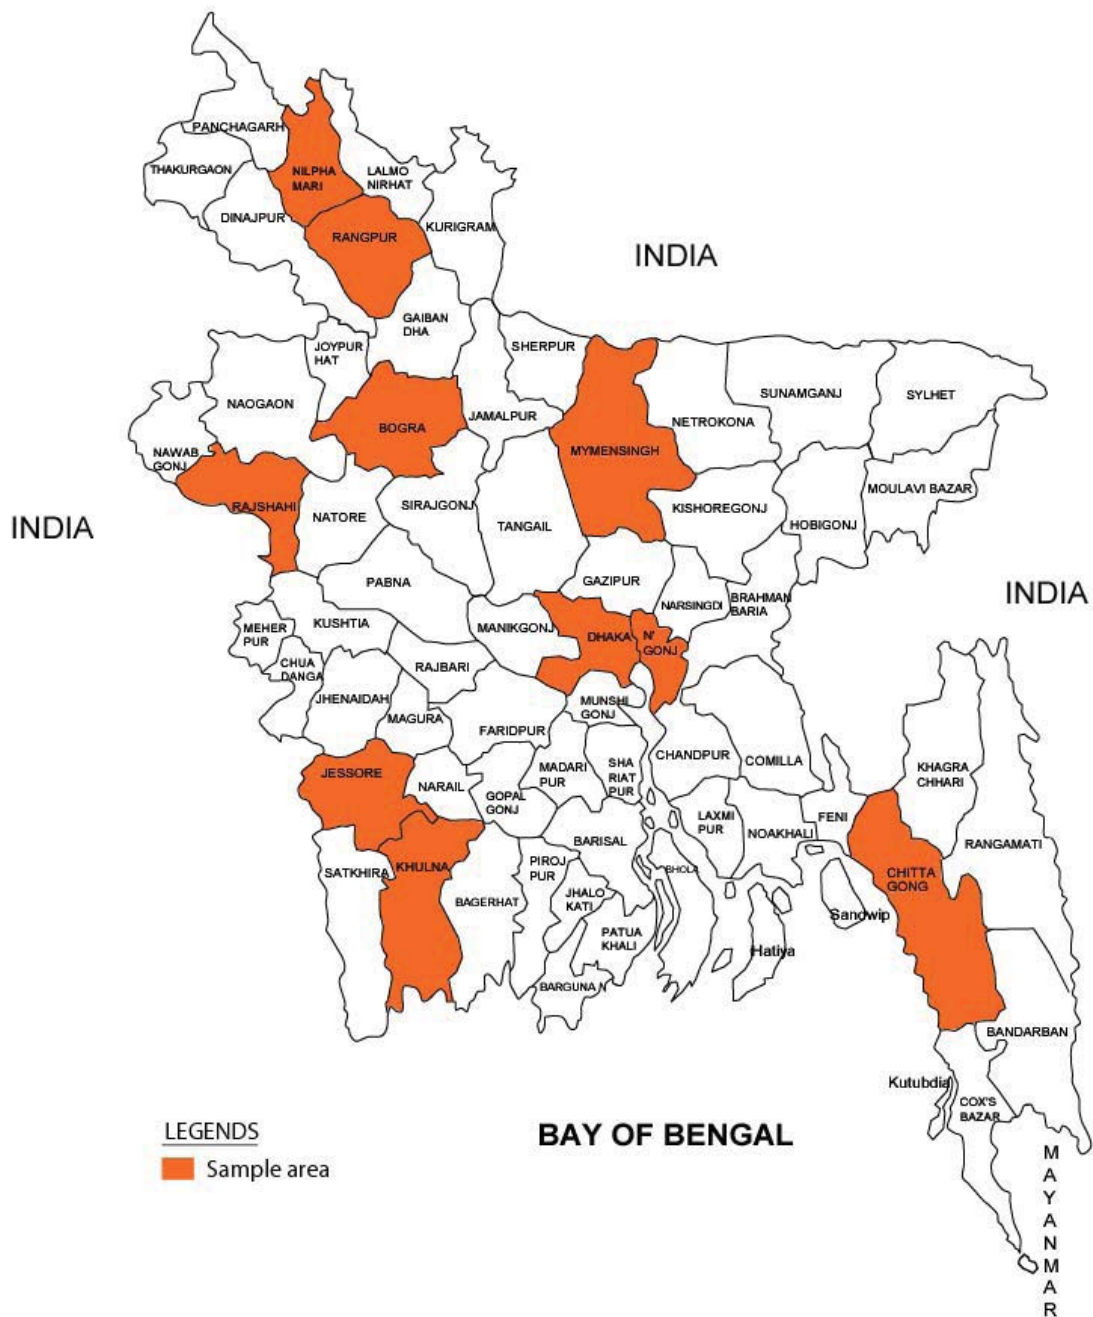 PANCHAGARH
THAKURGAON
NILPHA
MARI
LALMO
NIRHAT
DINAJPUR
RANGPUR
KURIGRAM
INDIA
GAIBAN
DHA
JOYPUR
HAT
SHERPUR
NAOGAON
BOGRA
JAMALPUR
MYMENSINGH
NETROKONA
SUNAMGANJ
SYLHET
NAWAB
GONJ
RAJSHAHI
NATORE
SIRAJGONJ
TANGAIL
KISHOREGONJ
HOBIGONJ
MOULAVI BAZAR
INDIA
PABNA
GAZIPUR
NARSINGDI
BRAHMAN
BARIA
INDIA
MEHER
PUR
KUSHTIA
MANIKGONJ
DHAKA
N'
GONJ
CHUA
DANGA
RAJBARI
JHENAIDAH
MAGURA
FARIDPUR
MUNSHI
GONJ
CHANDPUR
COMILLA
KHAGRA
CHHARI
JESSORE
NARAIL
GOPAL
GONJ
MADARI
PUR
SHA
RIAT
PUR
LAXMI
PUR
NOAKHALI
FENI
RANGAMATI
SATKHIRA
KHULNA
BAGERHAT
PIROJ
PUR
BARISAL
BHOLA
CHITTA
GONG
JHALO
KATI
PATUA
KHALI
Sandwip
Hatiya
BARGUNA N
BANDARBAN
Kutubdia
COX'S
BAZAR
LEGENDS
Sample area
BAY OF BENGAL
M
A
Y
A
N
M
A
R